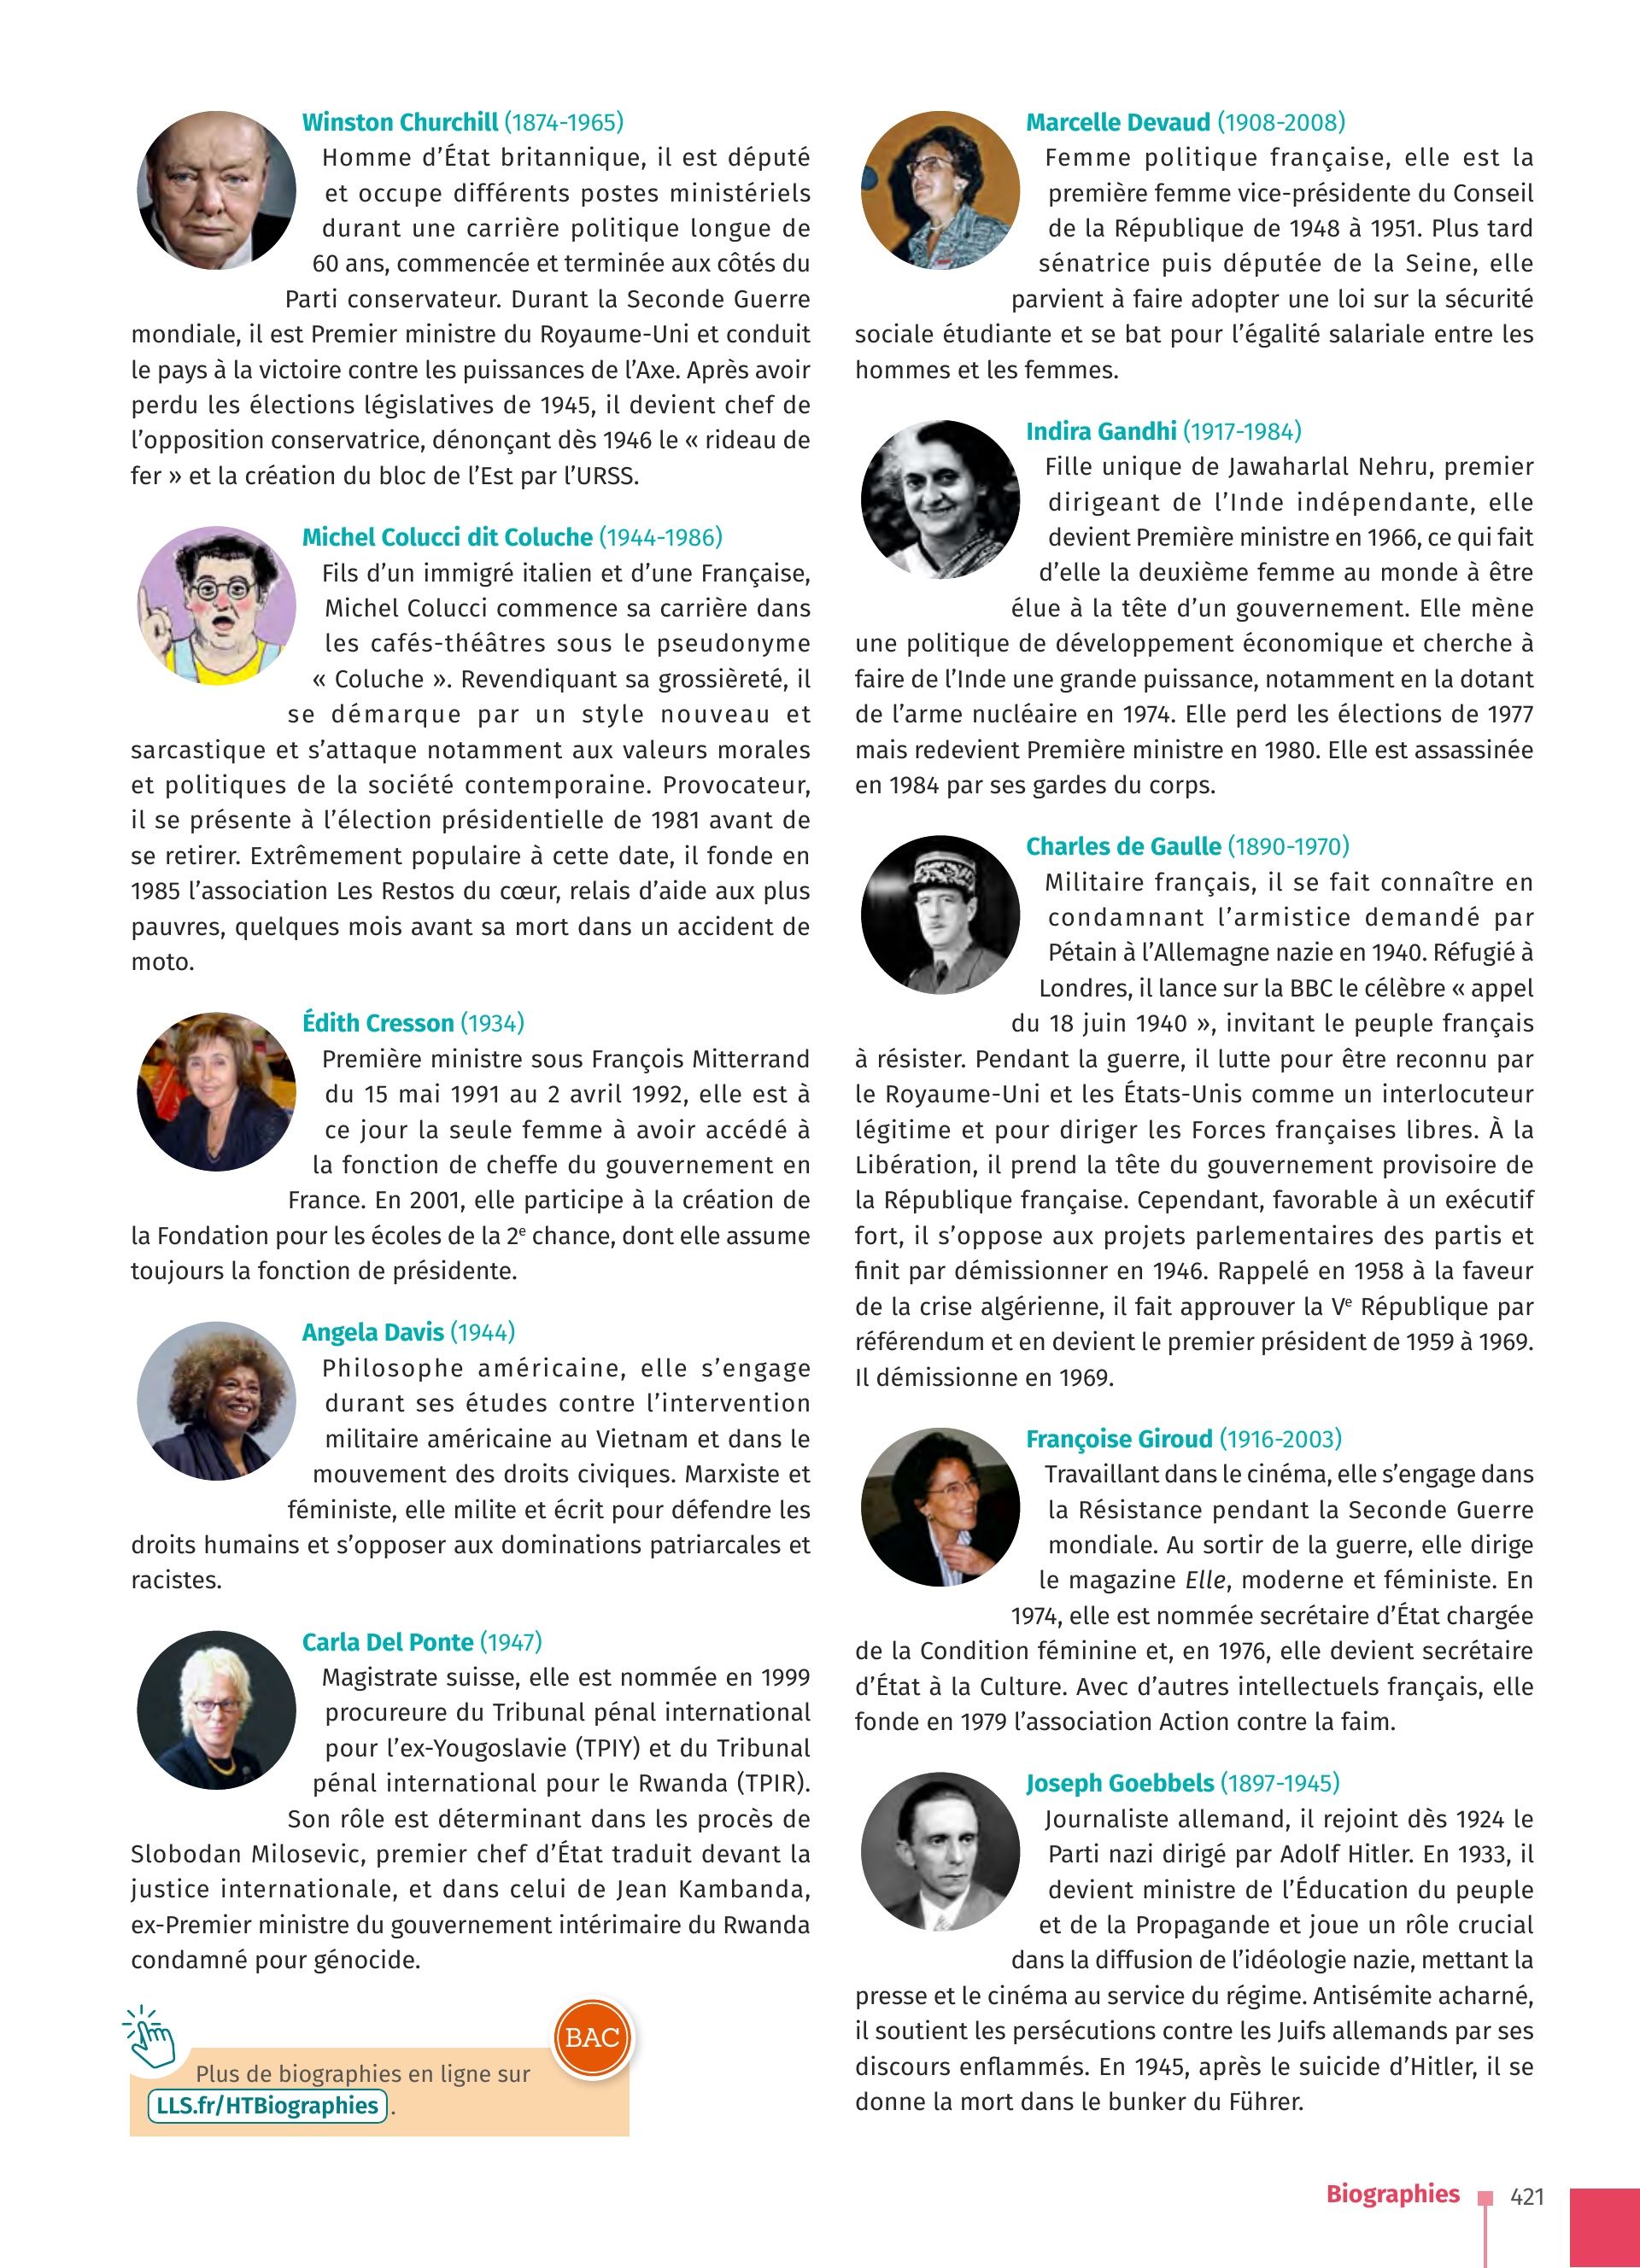 Winston Churchill (1874-1965)
Homme d’État britannique, il est député
et occupe différents postes ministériels
durant une carrière politique longue de
60 ans, commencée et terminée aux côtés du
Parti conservateur. Durant la Seconde Guerre
mondiale, il est Premier ministre du Royaume-Uni et conduit
le pays à la victoire contre les puissances de l’Axe. Après avoir
perdu les élections législatives de 1945, il devient chef de
l’opposition conservatrice, dénonçant dès 1946 le « rideau de
fer » et la création du bloc de l’Est par l’URSS.
Michel Colucci dit Coluche (1944-1986)
Fils d’un immigré italien et d’une Française,
Michel Colucci commence sa carrière dans
les cafés-théâtres sous le pseudonyme
« Coluche ». Revendiquant sa grossièreté, il
se démarque par un style nouveau et
sarcastique et s’attaque notamment aux valeurs morales
et politiques de la société contemporaine. Provocateur,
il se présente à l’élection présidentielle de 1981 avant de
se retirer. Extrêmement populaire à cette date, il fonde en
1985 l’association Les Restos du cœur, relais d’aide aux plus
pauvres, quelques mois avant sa mort dans un accident de
moto.
Édith Cresson (1934)
Première ministre sous François Mitterrand
du 15 mai 1991 au 2 avril 1992, elle est à
ce jour la seule femme à avoir accédé à
la fonction de cheffe du gouvernement en
France. En 2001, elle participe à la création de
la Fondation pour les écoles de la 2e chance, dont elle assume
toujours la fonction de présidente.
Angela Davis (1944)
Philosophe américaine, elle s’engage
durant ses études contre l’intervention
militaire américaine au Vietnam et dans le
mouvement des droits civiques. Marxiste et
féministe, elle milite et écrit pour défendre les
droits humains et s’opposer aux dominations patriarcales et
racistes.
Carla Del Ponte (1947)
Magistrate suisse, elle est nommée en 1999
procureure du Tribunal pénal international
pour l’ex-Yougoslavie (TPIY) et du Tribunal
pénal international pour le Rwanda (TPIR).
Son rôle est déterminant dans les procès de
Slobodan Milosevic, premier chef d’État traduit devant la
justice internationale, et dans celui de Jean Kambanda,
ex-Premier ministre du gouvernement intérimaire du Rwanda
condamné pour génocide.
BAC
Plus de biographies en ligne sur
LLS.fr/HTBiographies .
Marcelle Devaud (1908-2008)
Femme politique française, elle est la
première femme vice-présidente du Conseil
de la République de 1948 à 1951. Plus tard
sénatrice puis députée de la Seine, elle
parvient à faire adopter une loi sur la sécurité
sociale étudiante et se bat pour l’égalité salariale entre les
hommes et les femmes.
Indira Gandhi (1917-1984)
Fille unique de Jawaharlal Nehru, premier
dirigeant de l’Inde indépendante, elle
devient Première ministre en 1966, ce qui fait
d’elle la deuxième femme au monde à être
élue à la tête d’un gouvernement. Elle mène
une politique de développement économique et cherche à
faire de l’Inde une grande puissance, notamment en la dotant
de l’arme nucléaire en 1974. Elle perd les élections de 1977
mais redevient Première ministre en 1980. Elle est assassinée
en 1984 par ses gardes du corps.
Charles de Gaulle (1890-1970)
Militaire français, il se fait connaître en
condamnant l’armistice demandé par
Pétain à l’Allemagne nazie en 1940. Réfugié à
Londres, il lance sur la BBC le célèbre « appel
du 18 juin 1940 », invitant le peuple français
à résister. Pendant la guerre, il lutte pour être reconnu par
le Royaume-Uni et les États-Unis comme un interlocuteur
légitime et pour diriger les Forces françaises libres. À la
Libération, il prend la tête du gouvernement provisoire de
la République française. Cependant, favorable à un exécutif
fort, il s’oppose aux projets parlementaires des partis et
finit par démissionner en 1946. Rappelé en 1958 à la faveur
de la crise algérienne, il fait approuver la Ve République par
référendum et en devient le premier président de 1959 à 1969.
Il démissionne en 1969.
Françoise Giroud (1916-2003)
Travaillant dans le cinéma, elle s’engage dans
la Résistance pendant la Seconde Guerre
mondiale. Au sortir de la guerre, elle dirige
le magazine Elle, moderne et féministe. En
1974, elle est nommée secrétaire d’État chargée
de la Condition féminine et, en 1976, elle devient secrétaire
d’État à la Culture. Avec d’autres intellectuels français, elle
fonde en 1979 l’association Action contre la faim.
Joseph Goebbels (1897-1945)
Journaliste allemand, il rejoint dès 1924 le
Parti nazi dirigé par Adolf Hitler. En 1933, il
devient ministre de l’Éducation du peuple
et de la Propagande et joue un rôle crucial
dans la diffusion de l’idéologie nazie, mettant la
presse et le cinéma au service du régime. Antisémite acharné,
il soutient les persécutions contre les Juifs allemands par ses
discours enflammés. En 1945, après le suicide d’Hitler, il se
donne la mort dans le bunker du Führer.
Biographies 421